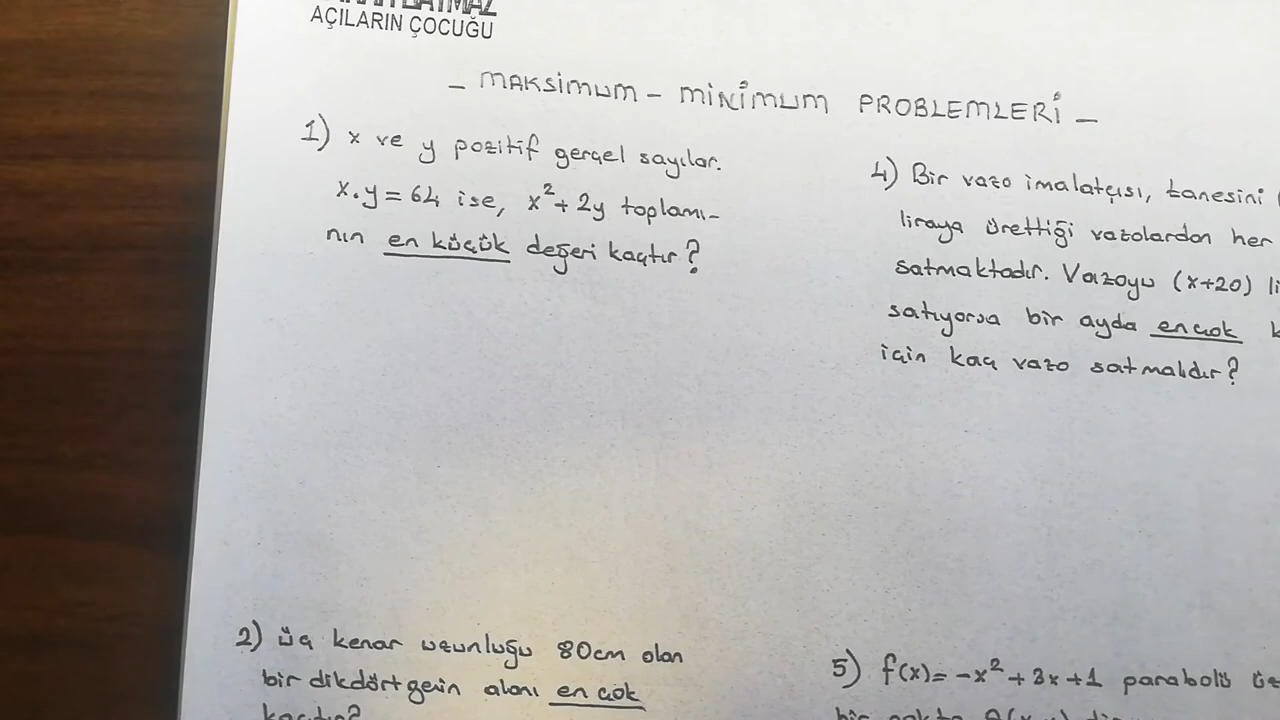 AÇILARIN ÇOCUĞU
- MAKSİMUM - MİNİMUM PROBLEMLERİ -
1) x ve y pozitif gerçel sayılar.
x.y = 64 ise, x² + 2y toplamı-
nın en küçük değeri kaçtır?
2) üç kenar uzunluğu 80cm olan
bir dikdörtgenin alanı en çok
kaçtır?
4) Bir vazo imalatçısı, tanesini
liraya ürettiği vazolardan her
satmaktadır. Vazoyu (x+20)
satıyorsa bir ayda en çok
için kaç vazo satmalıdır?
5) f(x) = -x² + 3x + 1 parabolü
bir nokta